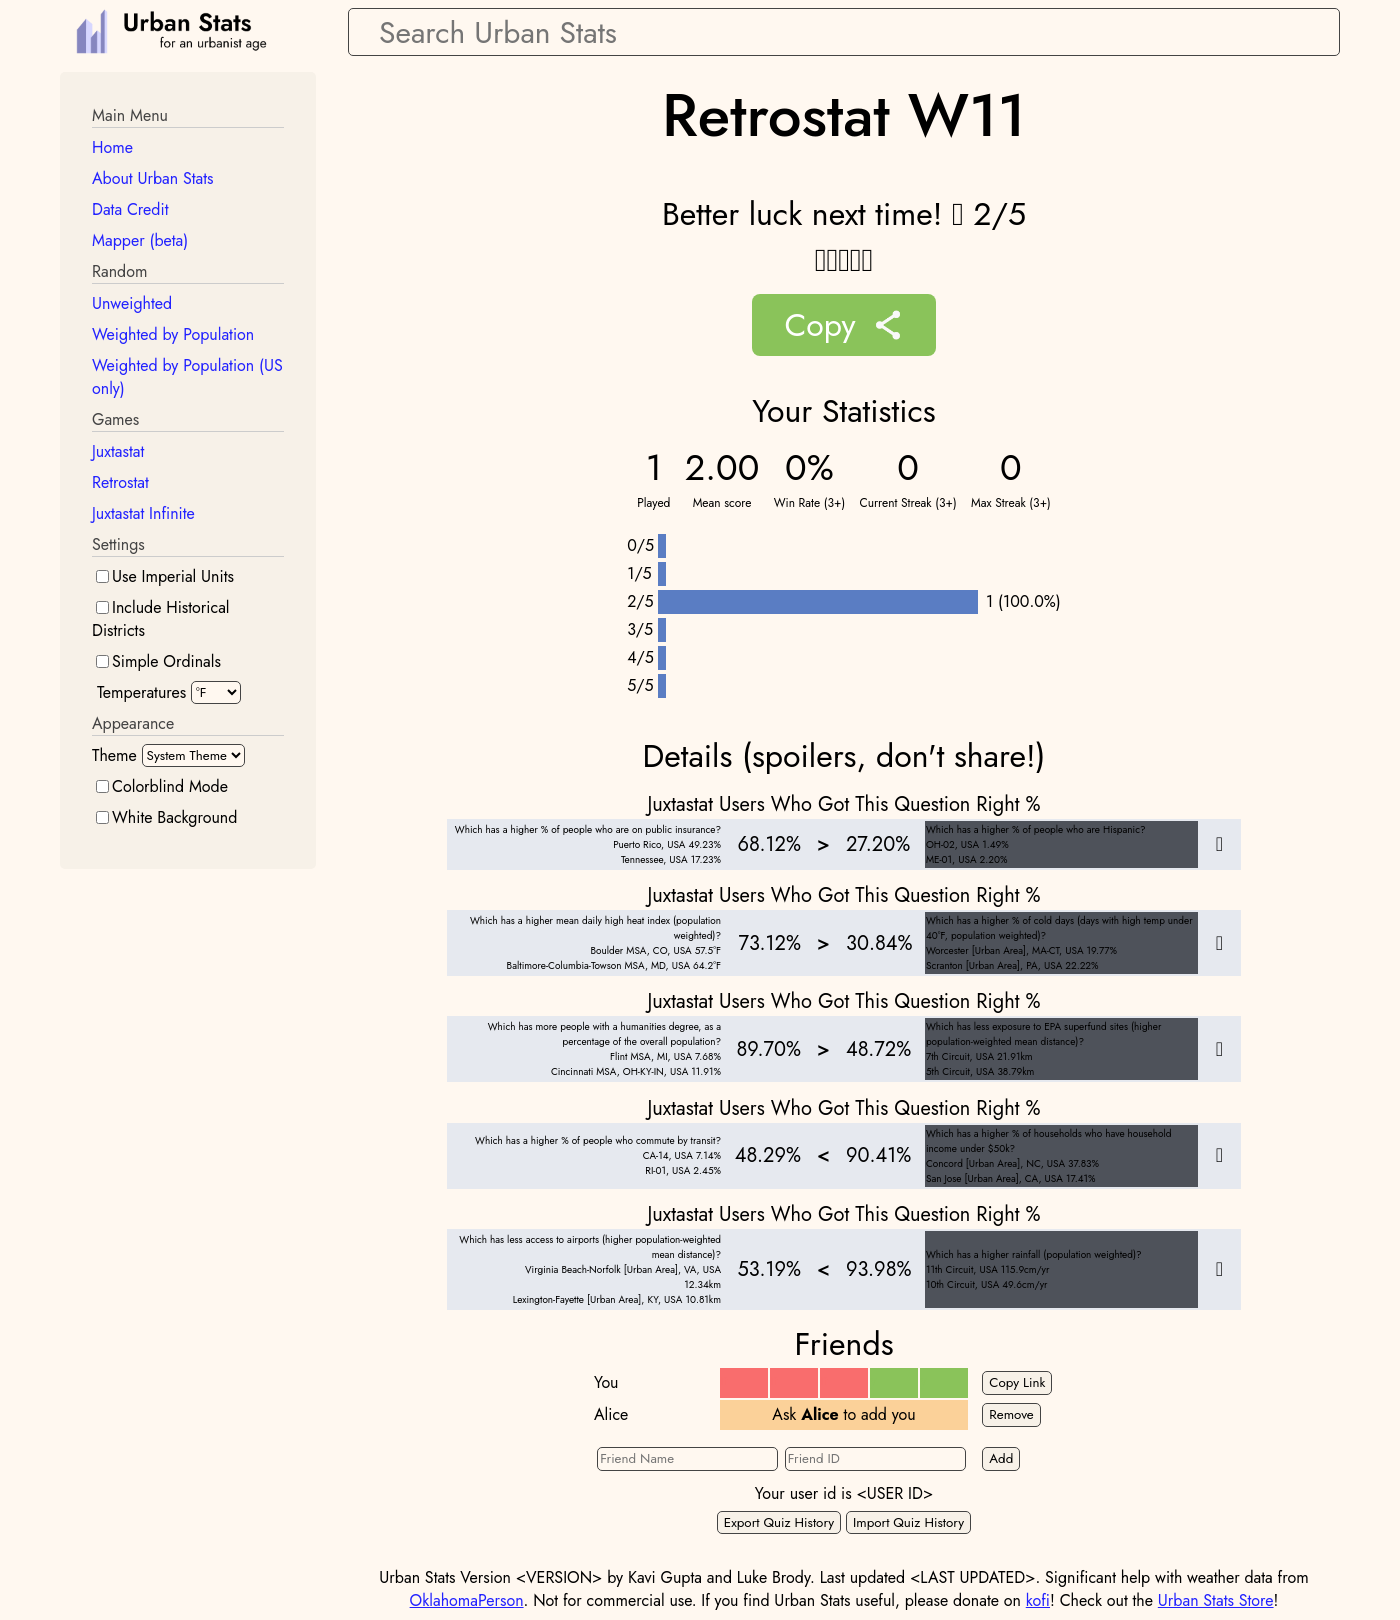 Urban Stats
for an urbanist age
Search Urban Stats
Main Menu
Home
About Urban Stats
Data Credit
Mapper (beta)
Random
Unweighted
Weighted by Population
Weighted by Population (US
only)
Games
Juxtastat
Retrostat
Juxtastat Infinite
Settings
Use Imperial Units
Include Historical
Districts
Simple Ordinals
Temperatures °F
Appearance
Theme System Theme
Colorblind Mode
White Background
Retrostat W11
Better luck next time! 2/5
Copy
Your Statistics
1 2.00 0% 0 0
Played Mean score Win Rate (3+) Current Streak (3+) Max Streak (3+)
0/5
1/5
2/5 1 (100.0%)
3/5
4/5
5/5
Details (spoilers, don't share!)
Juxtastat Users Who Got This Question Right %
Which has a higher % of people who are on public insurance?
Puerto Rico, USA 49.23%
Tennessee, USA 17.23%
68.12% > 27.20%
Which has a higher % of people who are Hispanic?
OH-02, USA 1.49%
ME-01, USA 2.20%
Juxtastat Users Who Got This Question Right %
Which has a higher mean daily high heat index (population
weighted)?
Boulder MSA, CO, USA 57.5°F
Baltimore-Columbia-Towson MSA, MD, USA 64.2°F
73.12% > 30.84%
Which has a higher % of cold days (days with high temp under
40°F, population weighted)?
Worcester [Urban Area], MA-CT, USA 19.77%
Scranton [Urban Area], PA, USA 22.22%
Juxtastat Users Who Got This Question Right %
Which has more people with a humanities degree, as a
percentage of the overall population?
Flint MSA, MI, USA 7.68%
Cincinnati MSA, OH-KY-IN, USA 11.91%
89.70% > 48.72%
Which has less exposure to EPA superfund sites (higher
population-weighted mean distance)?
7th Circuit, USA 21.91km
5th Circuit, USA 38.79km
Juxtastat Users Who Got This Question Right %
Which has a higher % of people who commute by transit?
CA-14, USA 7.14%
RI-01, USA 2.45%
48.29% < 90.41%
Which has a higher % of households who have household
income under $50k?
Concord [Urban Area], NC, USA 37.83%
San Jose [Urban Area], CA, USA 17.41%
Juxtastat Users Who Got This Question Right %
Which has less access to airports (higher population-weighted
mean distance)?
Virginia Beach-Norfolk [Urban Area], VA, USA
12.34km
Lexington-Fayette [Urban Area], KY, USA 10.81km
53.19% < 93.98%
Which has a higher rainfall (population weighted)?
11th Circuit, USA 115.9cm/yr
10th Circuit, USA 49.6cm/yr
Friends
You Copy Link
Alice Ask Alice to add you Remove
Friend Name Friend ID Add
Your user id is <USER ID>
Export Quiz History Import Quiz History
Urban Stats Version <VERSION> by Kavi Gupta and Luke Brody. Last updated <LAST UPDATED>. Significant help with weather data from
OklahomaPerson. Not for commercial use. If you find Urban Stats useful, please donate on kofi! Check out the Urban Stats Store!